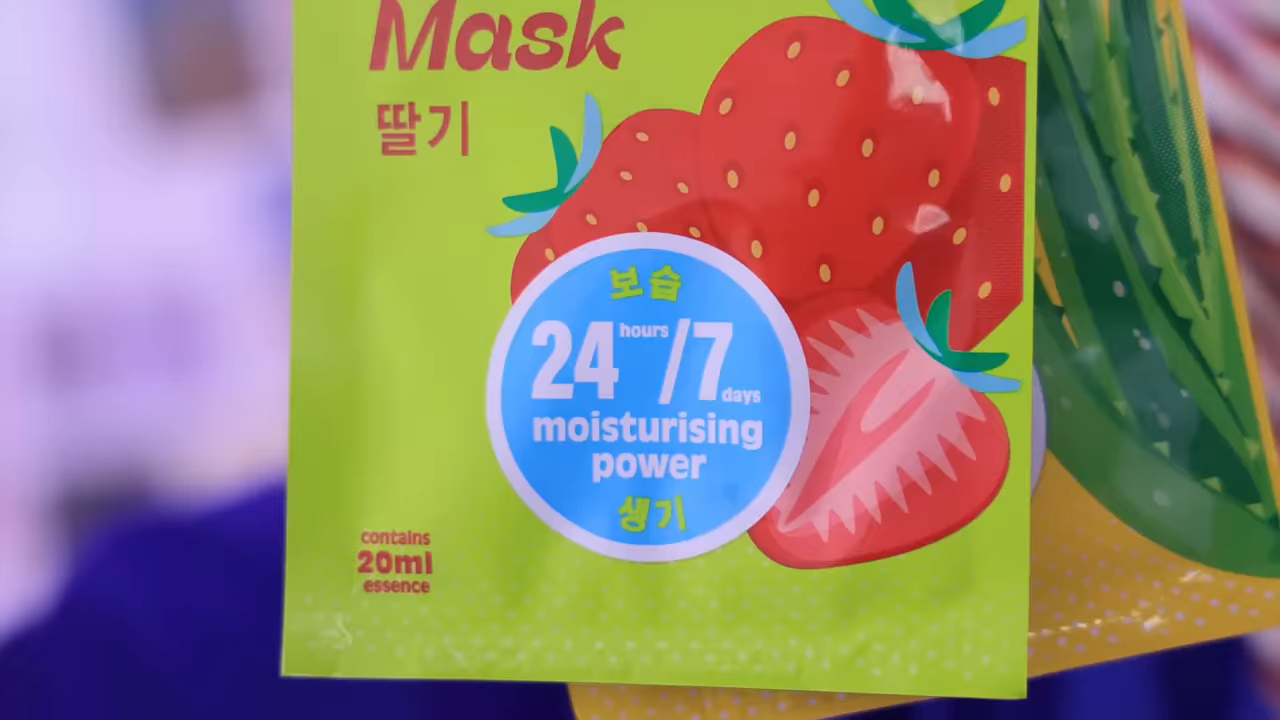 Mask
딸기
보습
24 hours /7 days
moisturising
power
생기
contains
20ml
essence